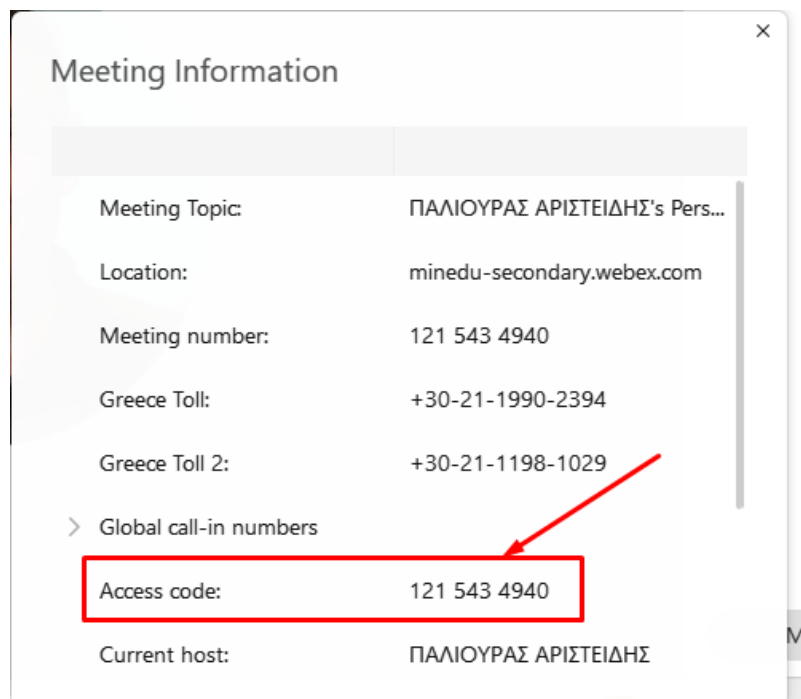 Meeting Information
Meeting Topic: ΠΑΛΙΟΥΡΑΣ ΑΡΙΣΤΕΙΔΗΣ's Pers...
Location: minedu-secondary.webex.com
Meeting number: 121 543 4940
Greece Toll: +30-21-1990-2394
Greece Toll 2: +30-21-1198-1029
Global call-in numbers
Access code: 121 543 4940
Current host: ΠΑΛΙΟΥΡΑΣ ΑΡΙΣΤΕΙΔΗΣ